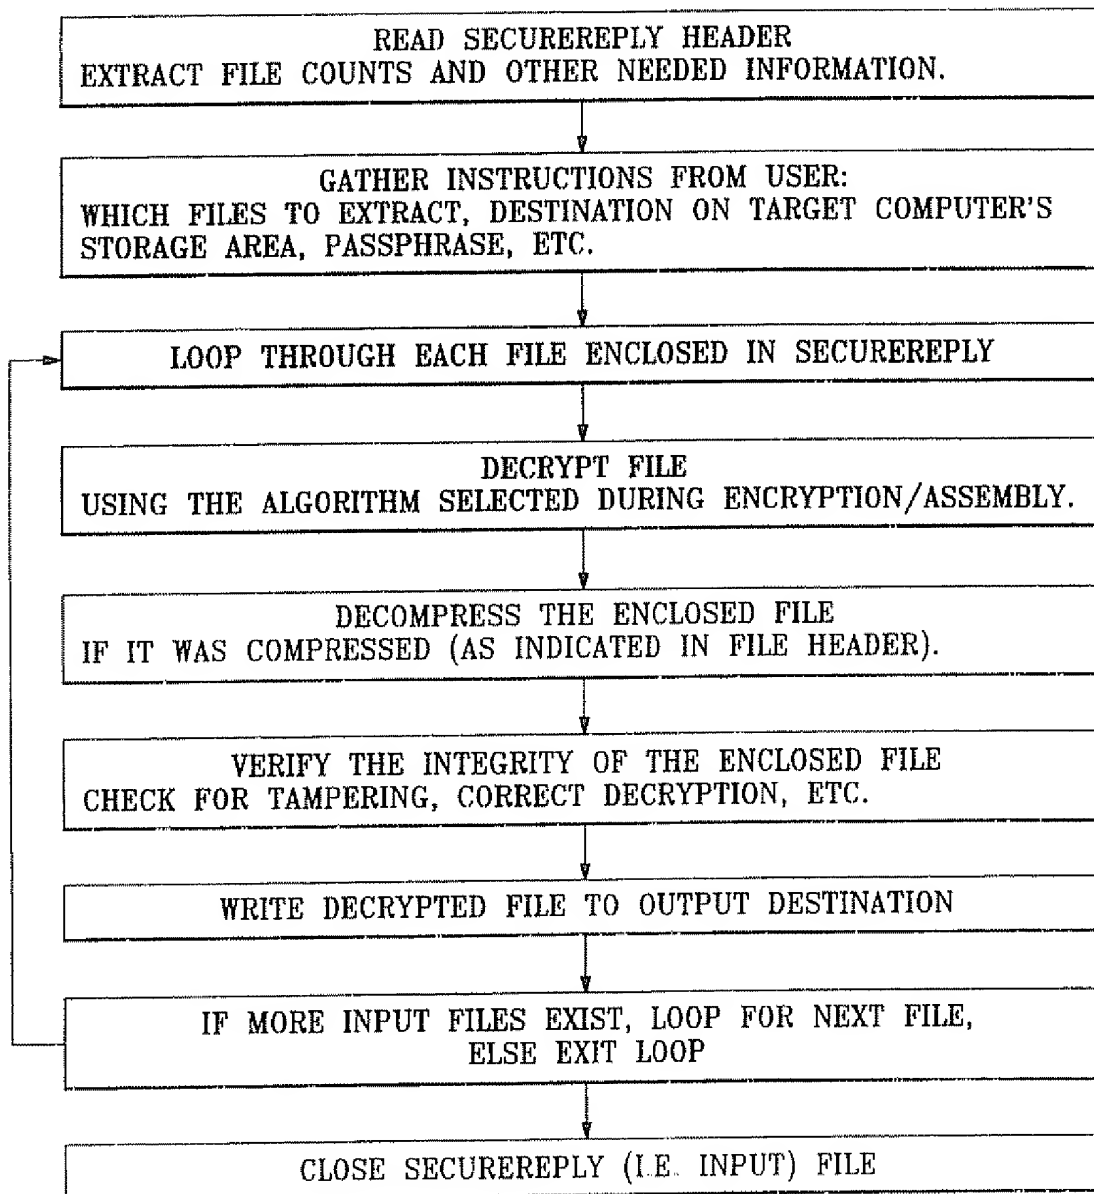 READ SECUREREPLY HEADER
EXTRACT FILE COUNTS AND OTHER NEEDED INFORMATION.
GATHER INSTRUCTIONS FROM USER:
WHICH FILES TO EXTRACT, DESTINATION ON TARGET COMPUTER'S
STORAGE AREA, PASSPHRASE, ETC.
LOOP THROUGH EACH FILE ENCLOSED IN SECUREREPLY
DECRYPT FILE
USING THE ALGORITHM SELECTED DURING ENCRYPTION/ASSEMBLY.
DECOMPRESS THE ENCLOSED FILE
IF IT WAS COMPRESSED (AS INDICATED IN FILE HEADER).
VERIFY THE INTEGRITY OF THE ENCLOSED FILE
CHECK FOR TAMPERING, CORRECT DECRYPTION, ETC.
WRITE DECRYPTED FILE TO OUTPUT DESTINATION
IF MORE INPUT FILES EXIST, LOOP FOR NEXT FILE,
ELSE EXIT LOOP
CLOSE SECUREREPLY (I.E. INPUT) FILE